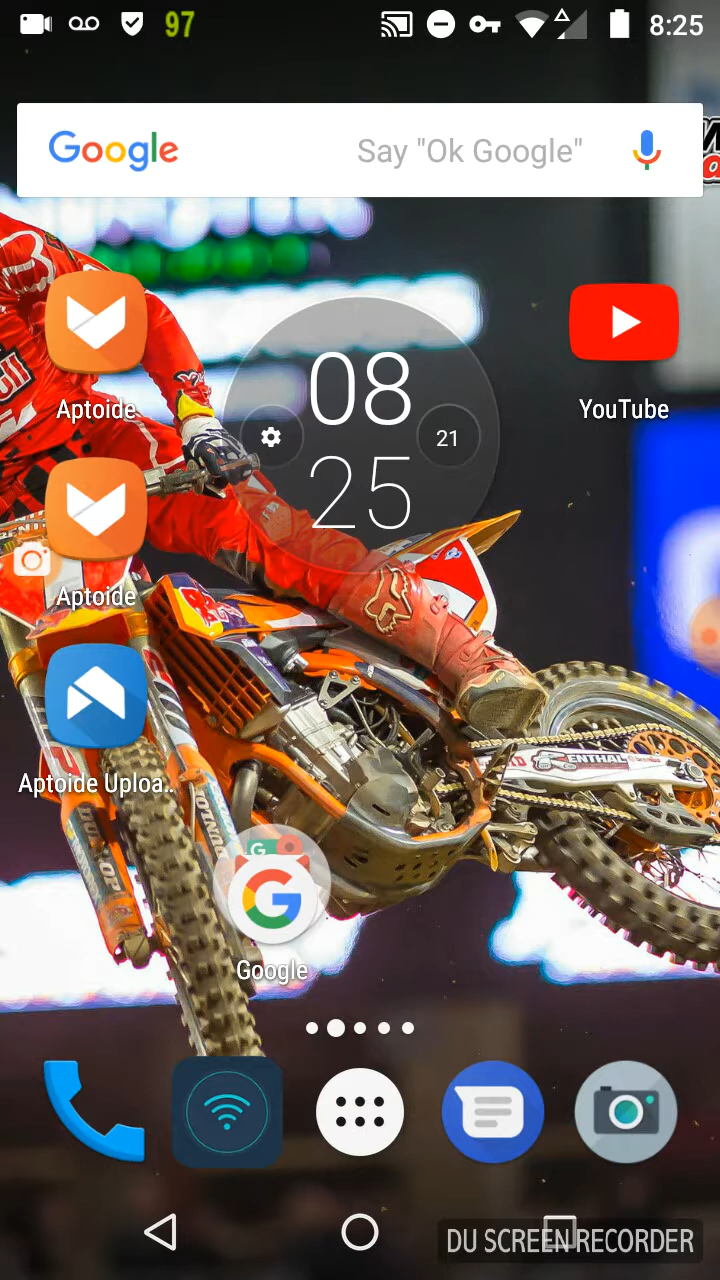 97
8:25
Google
Say "Ok Google"
08
25
21
Aptoide
YouTube
Aptoide
Aptoide Uploa..
ENTHAL
G
G
Google
DU SCREEN RECORDER